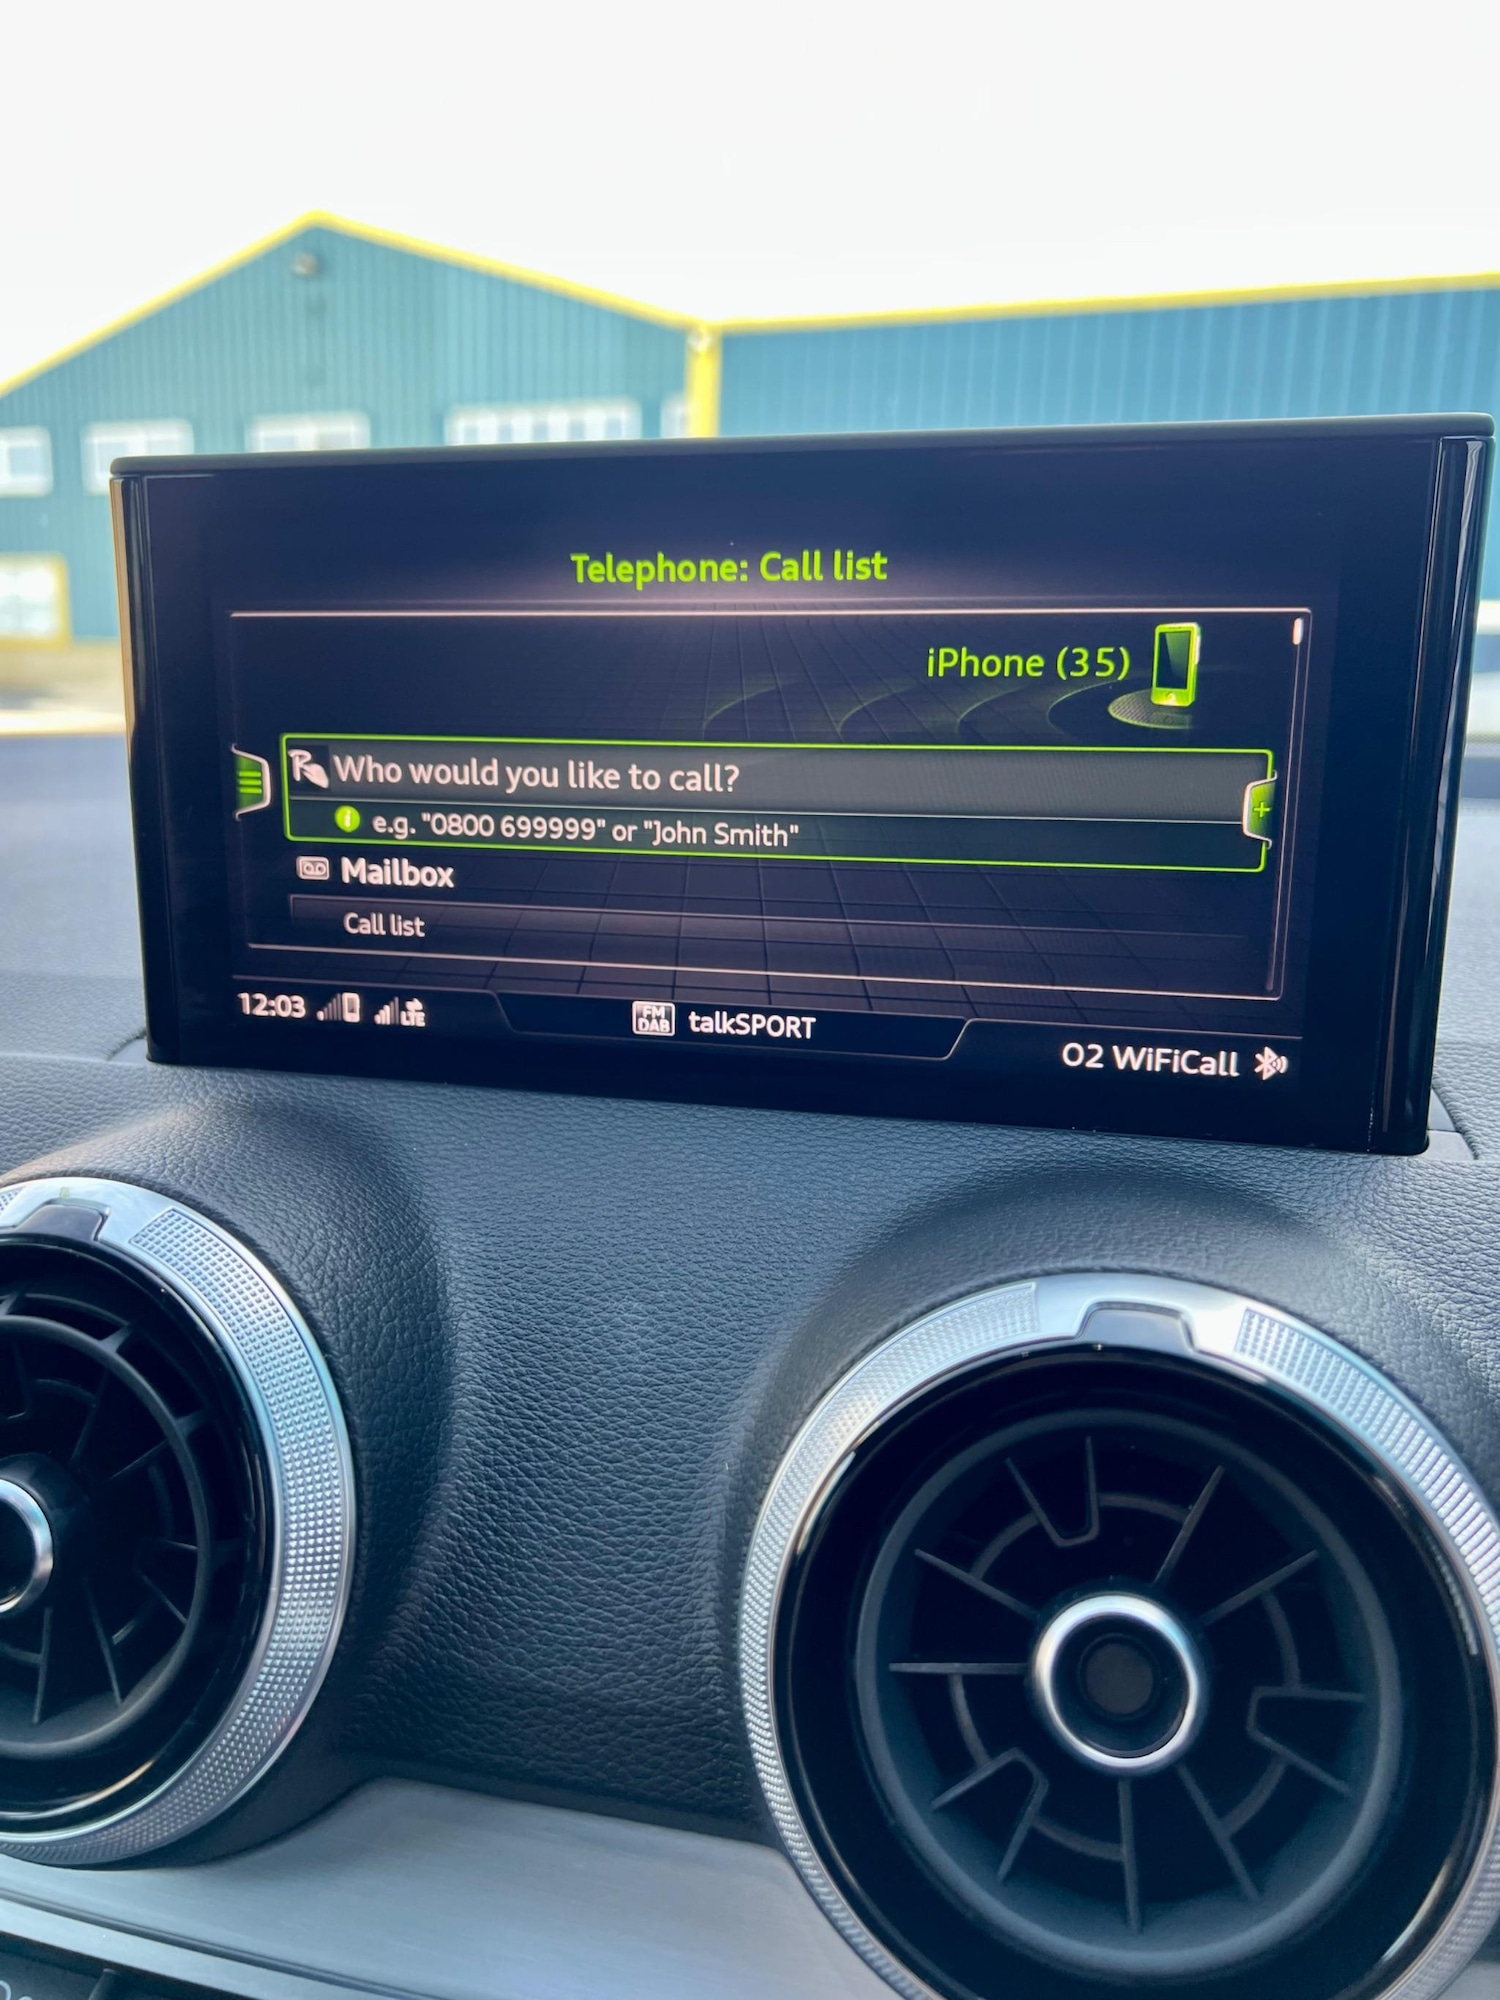 Telephone: Call list
iPhone (35)
Who would you like to call?
e.g. "0800 699999" or "John Smith"
Mailbox
Call list
12:03 LTE FM DAB talkSPORT O2 WiFiCall